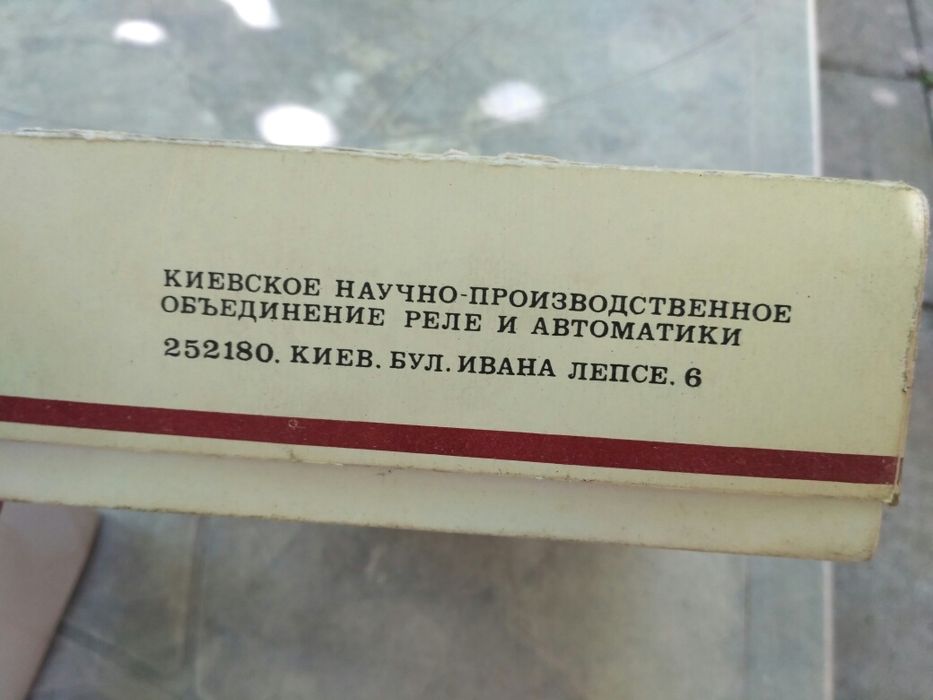 КИЕВСКОЕ НАУЧНО-ПРОИЗВОДСТВЕННОЕ
ОБЪЕДИНЕНИЕ РЕЛЕ И АВТОМАТИКИ
252180. КИЕВ. БУЛ. ИВАНА ЛЕПСЕ. 6